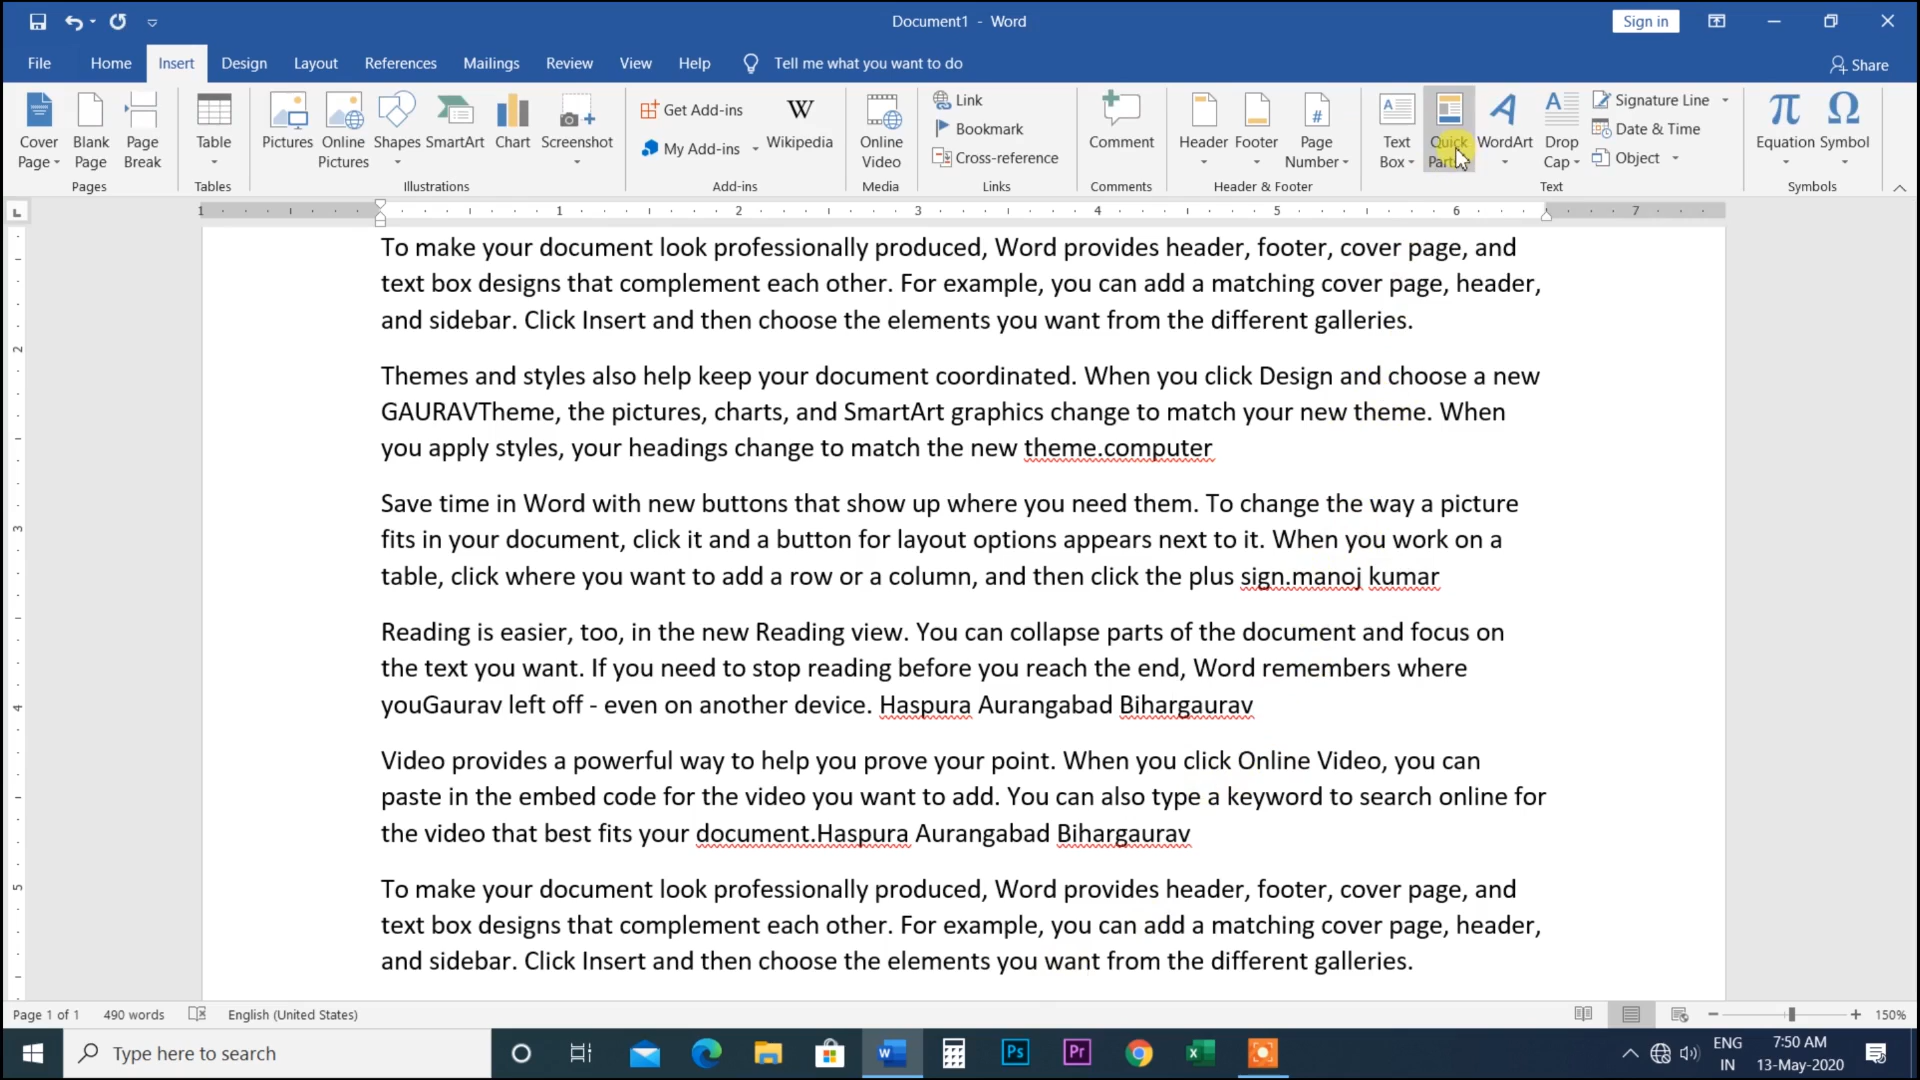 Document1 - Word
Sign in
File Home Insert Design Layout References Mailings Review View Help Tell me what you want to do
Share
Cover Page
Blank Page
Page Break
Pages
Table
Tables
Pictures
Online Pictures
Shapes
SmartArt
Chart
Screenshot
Illustrations
Get Add-ins
My Add-ins
W
Wikipedia
Add-ins
Online Video
Media
Link
Bookmark
Cross-reference
Links
Comment
Comments
Header
Footer
# Page Number
Header & Footer
A Text Box
Quick Parts
A WordArt
A Drop Cap
Signature Line
Date & Time
Object
Text
π Equation
Ω Symbol
Symbols
1 1 2 3 4 5 6 7
To make your document look professionally produced, Word provides header, footer, cover page, and
text box designs that complement each other. For example, you can add a matching cover page, header,
and sidebar. Click Insert and then choose the elements you want from the different galleries.
2
Themes and styles also help keep your document coordinated. When you click Design and choose a new
GAURAVTheme, the pictures, charts, and SmartArt graphics change to match your new theme. When
you apply styles, your headings change to match the new theme.computer
Save time in Word with new buttons that show up where you need them. To change the way a picture
3
fits in your document, click it and a button for layout options appears next to it. When you work on a
table, click where you want to add a row or a column, and then click the plus sign.manoj kumar
Reading is easier, too, in the new Reading view. You can collapse parts of the document and focus on
the text you want. If you need to stop reading before you reach the end, Word remembers where
4
youGaurav left off - even on another device. Haspura Aurangabad Bihargaurav
Video provides a powerful way to help you prove your point. When you click Online Video, you can
paste in the embed code for the video you want to add. You can also type a keyword to search online for
the video that best fits your document.Haspura Aurangabad Bihargaurav
5
To make your document look professionally produced, Word provides header, footer, cover page, and
text box designs that complement each other. For example, you can add a matching cover page, header,
and sidebar. Click Insert and then choose the elements you want from the different galleries.
Page 1 of 1 490 words English (United States) 150%
Type here to search
W
Ps
Pr
X
ENG
IN
7:50 AM
13-May-2020